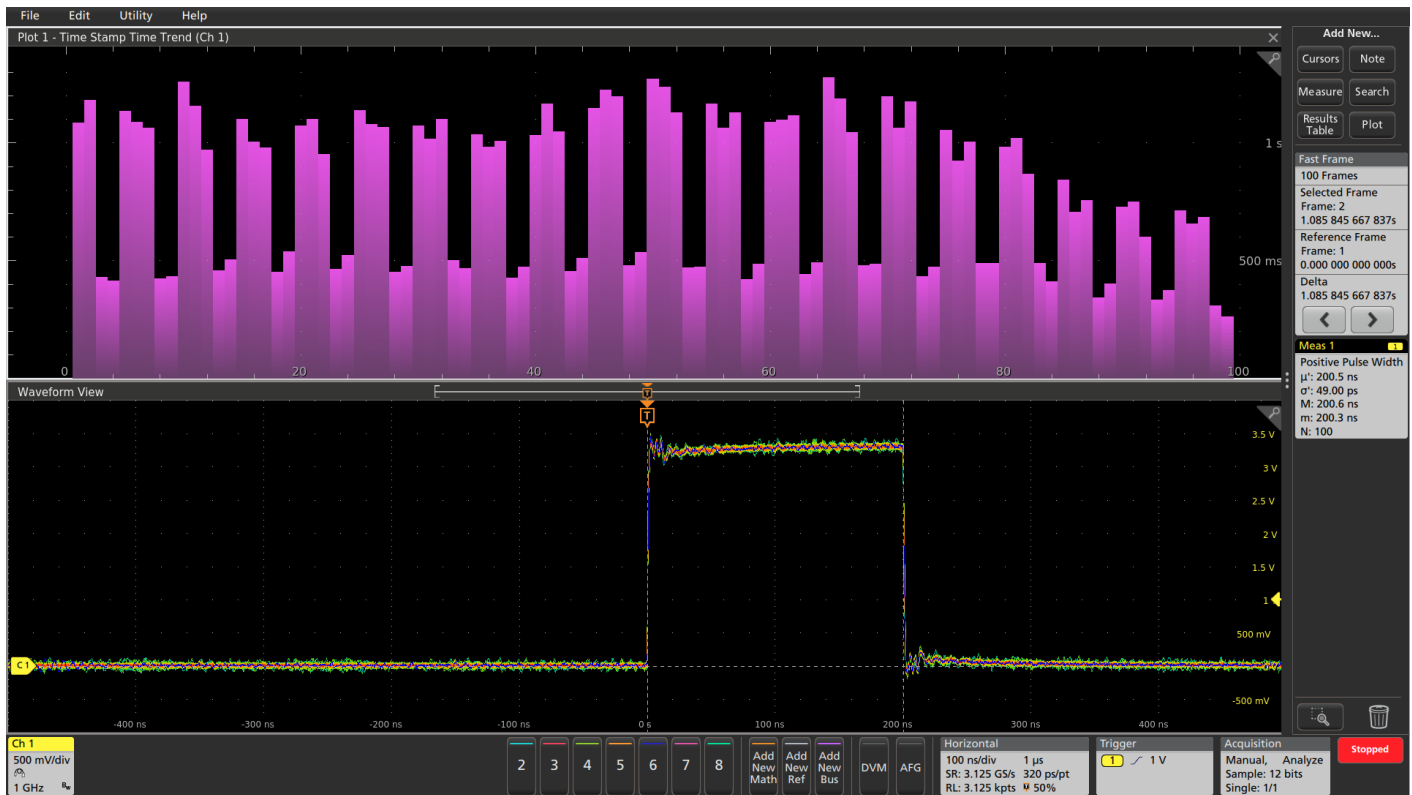 File Edit Utility Help
Plot 1 - Time Stamp Time Trend (Ch 1)
1 s
500 ms
0 20 40 60 80 100
Waveform View
T
T
3.5 V
3 V
2.5 V
2 V
1.5 V
1
500 mV
C 1
-500 mV
-400 ns -300 ns -200 ns -100 ns 0 s 100 ns 200 ns 300 ns 400 ns
Add New...
Cursors Note
Measure Search
Results
Table
Plot
Fast Frame
100 Frames
Selected Frame
Frame: 2
1.085 845 667 837s
Reference Frame
Frame: 1
0.000 000 000 000s
Delta
1.085 845 667 837s
Meas 1 1
Positive Pulse Width
µ': 200.5 ns
σ': 49.00 ps
M: 200.6 ns
m: 200.3 ns
N: 100
Ch 1
500 mV/div
1 GHz Bw
2 3 4 5 6 7 8
Add
New
Math
Add
New
Ref
Add
New
Bus
DVM
AFG
Horizontal
100 ns/div 1 µs
SR: 3.125 GS/s 320 ps/pt
RL: 3.125 kpts 50%
Trigger
1 1 V
Acquisition
Manual, Analyze
Sample: 12 bits
Single: 1/1
Stopped